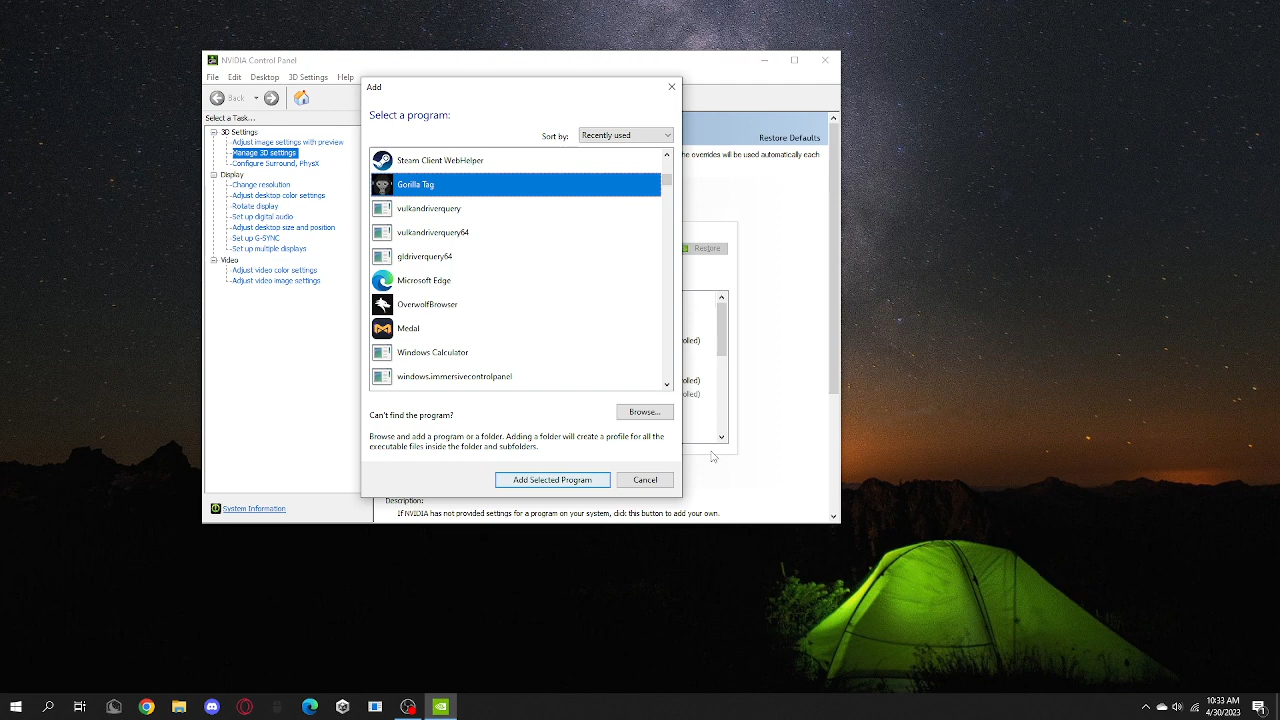 NVIDIA Control Panel
File Edit Desktop 3D Settings Help
Back
Select a Task...
3D Settings
Adjust image settings with preview
Manage 3D settings
Configure Surround, PhysX
Display
Change resolution
Adjust desktop color settings
Rotate display
Set up digital audio
Adjust desktop size and position
Set up G-SYNC
Set up multiple displays
Video
Adjust video color settings
Adjust video image settings
System Information
Add
Select a program:
Sort by: Recently used
Steam Client WebHelper
Gorilla Tag
vulkandriverquery
vulkandriverquery64
gldriverquery64
Microsoft Edge
OverwolfBrowser
Medal
Windows Calculator
windows.immersivecontrolpanel
Can't find the program?
Browse...
Browse and add a program or a folder. Adding a folder will create a profile for all the
executable files inside the folder and subfolders.
Add Selected Program Cancel
Restore Defaults
he overrides will be used automatically each
Restore
olled)
olled)
olled)
Description:
If NVIDIA has not provided settings for a program on your system, click this button to add your own.
10:33 AM
4/30/2023